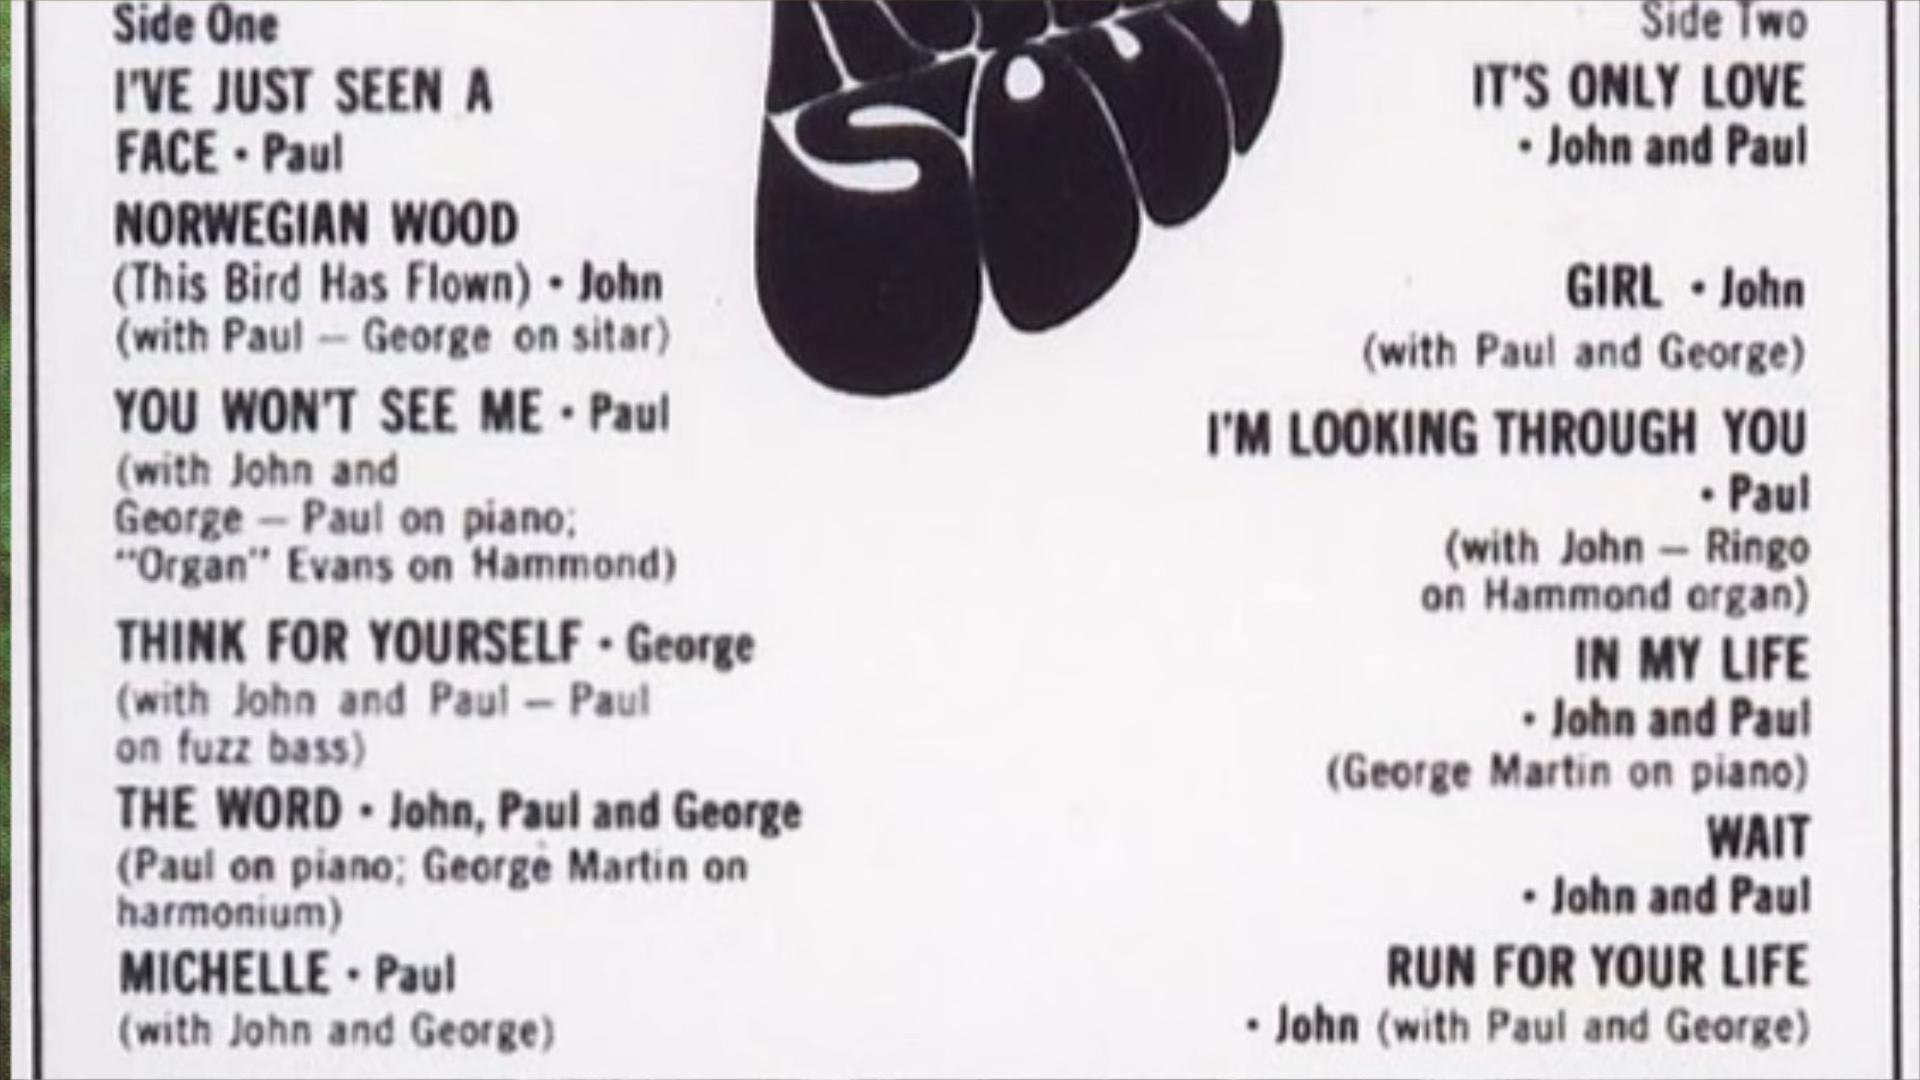 Side One
I'VE JUST SEEN A
FACE • Paul
NORWEGIAN WOOD
(This Bird Has Flown) • John
(with Paul — George on sitar)
YOU WON'T SEE ME • Paul
(with John and
George — Paul on piano;
"Organ" Evans on Hammond)
THINK FOR YOURSELF • George
(with John and Paul — Paul
on fuzz bass)
THE WORD • John, Paul and George
(Paul on piano; George Martin on
harmonium)
MICHELLE • Paul
(with John and George)
Side Two
IT'S ONLY LOVE
• John and Paul
GIRL • John
(with Paul and George)
I'M LOOKING THROUGH YOU
• Paul
(with John — Ringo
on Hammond organ)
IN MY LIFE
• John and Paul
(George Martin on piano)
WAIT
• John and Paul
RUN FOR YOUR LIFE
• John (with Paul and George)